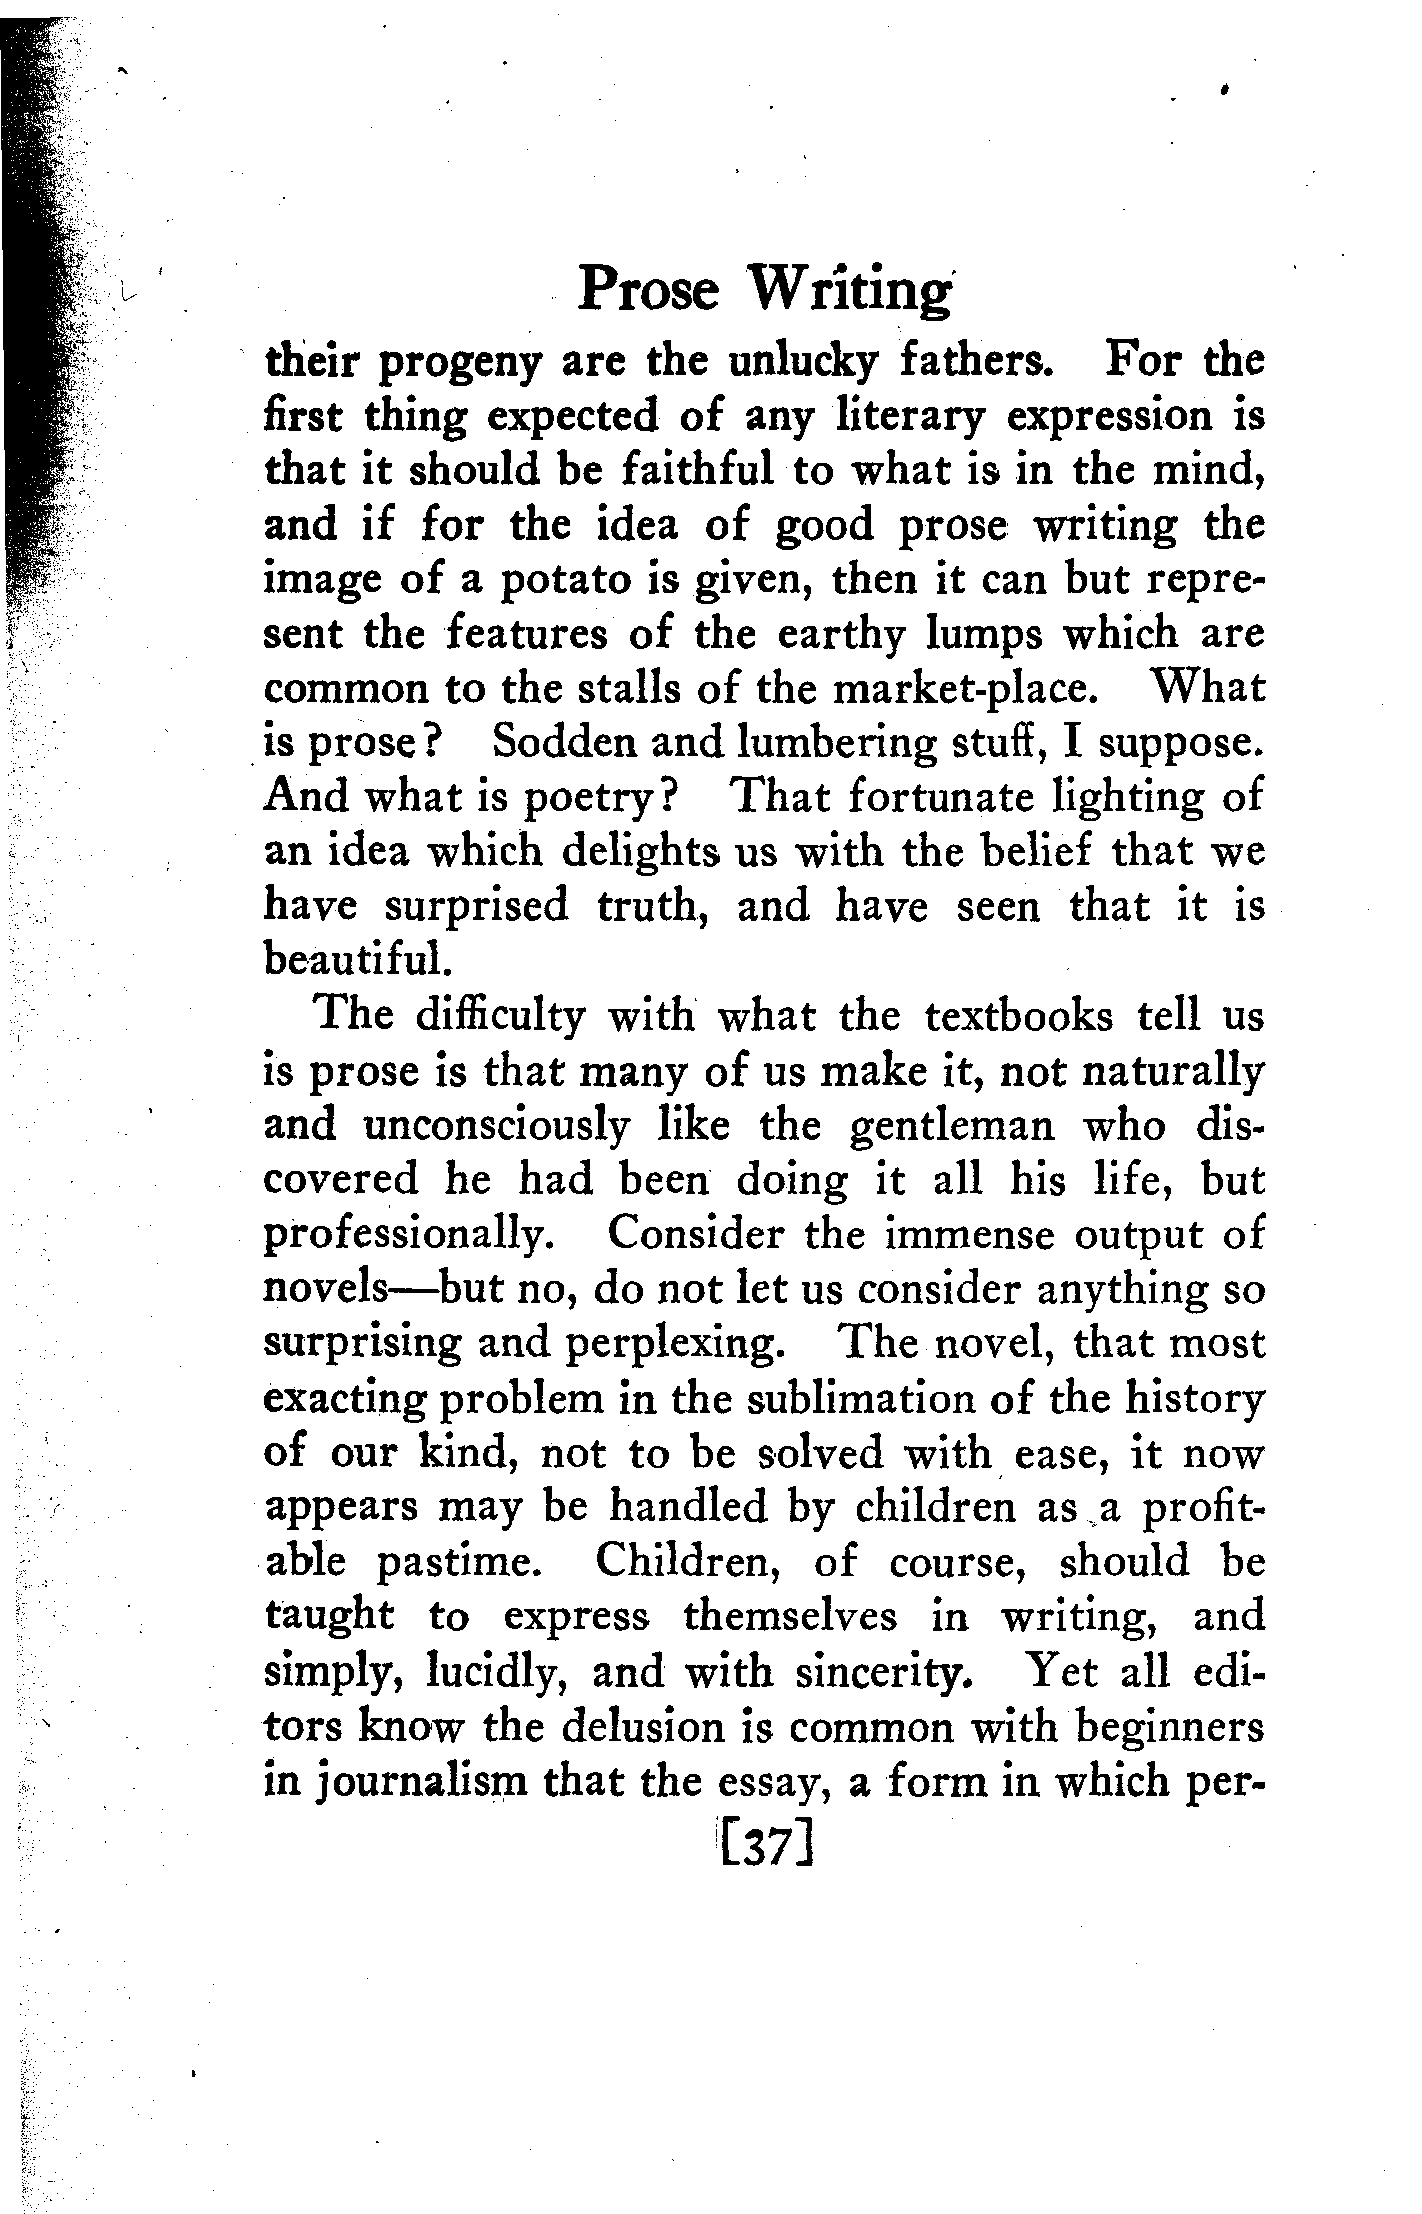 Prose Writing
their progeny are the unlucky fathers. For the
first thing expected of any literary expression is
that it should be faithful to what is in the mind,
and if for the idea of good prose writing the
image of a potato is given, then it can but repre-
sent the features of the earthy lumps which are
common to the stalls of the market-place. What
is prose? Sodden and lumbering stuff, I suppose.
And what is poetry? That fortunate lighting of
an idea which delights us with the belief that we
have surprised truth, and have seen that it is
beautiful.
The difficulty with what the textbooks tell us
is prose is that many of us make it, not naturally
and unconsciously like the gentleman who dis-
covered he had been doing it all his life, but
professionally. Consider the immense output of
novels—but no, do not let us consider anything so
surprising and perplexing. The novel, that most
exacting problem in the sublimation of the history
of our kind, not to be solved with ease, it now
appears may be handled by children as a profit-
able pastime. Children, of course, should be
taught to express themselves in writing, and
simply, lucidly, and with sincerity. Yet all edi-
tors know the delusion is common with beginners
in journalism that the essay, a form in which per-
[37]